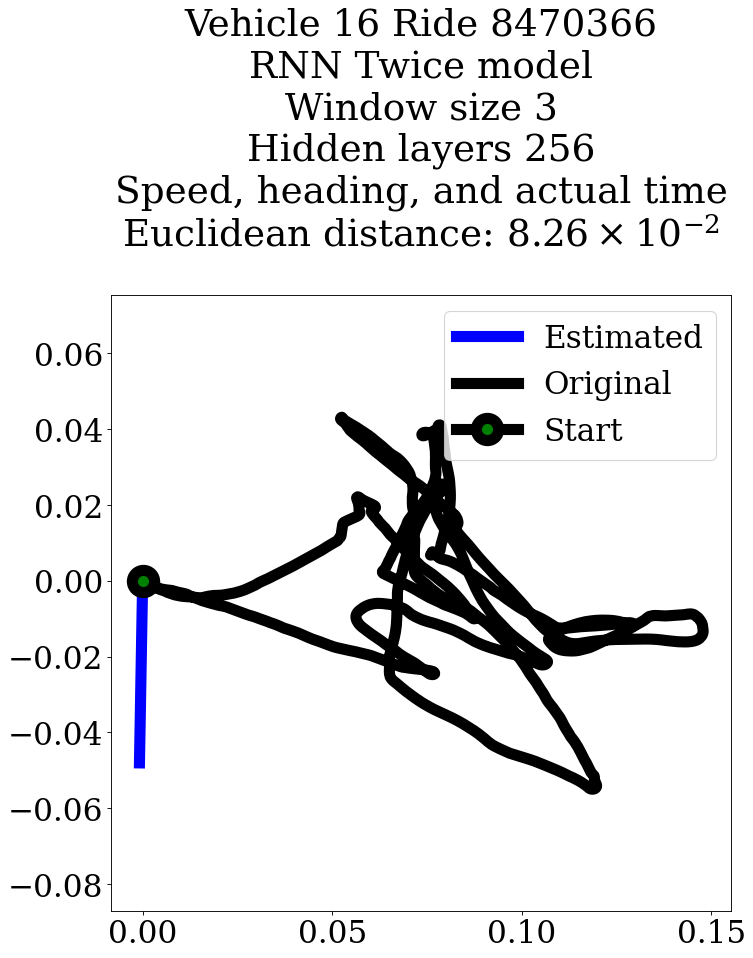 Vehicle 16 Ride 8470366
RNN Twice model
Window size 3
Hidden layers 256
Speed, heading, and actual time
Euclidean distance: 8.26 × 10⁻²
Estimated
Original
Start
0.06
0.04
0.02
0.00
−0.02
−0.04
−0.06
−0.08
0.00 0.05 0.10 0.15